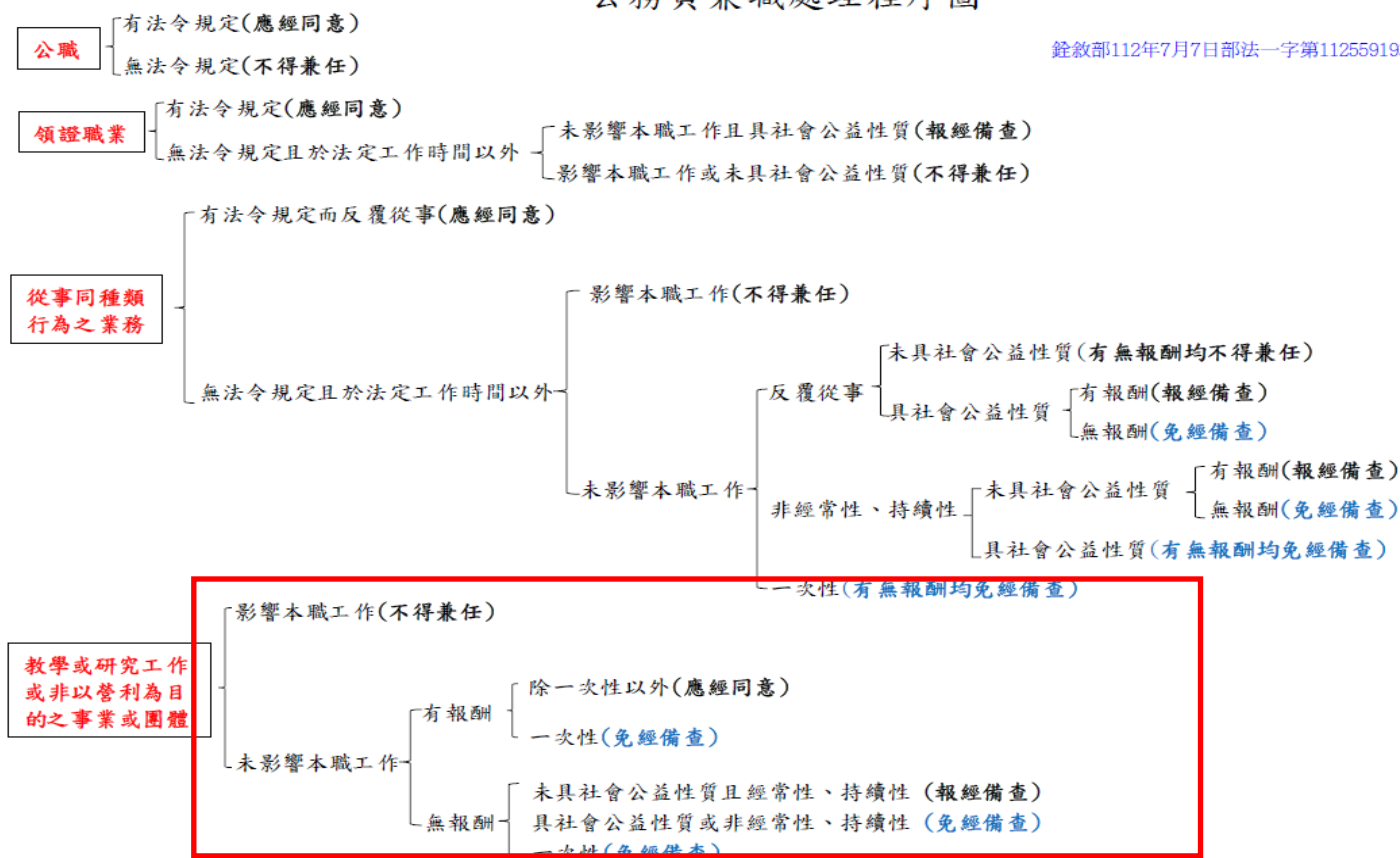 公務員兼職處理程序圖
銓敘部112年7月7日部法一字第11255919
公職
有法令規定(應經同意)
無法令規定(不得兼任)
領證職業
有法令規定(應經同意)
無法令規定且於法定工作時間以外
未影響本職工作且具社會公益性質(報經備查)
影響本職工作或未具社會公益性質(不得兼任)
從事同種類
行為之業務
有法令規定而反覆從事(應經同意)
無法令規定且於法定工作時間以外
影響本職工作(不得兼任)
未影響本職工作
反覆從事
未具社會公益性質(有無報酬均不得兼任)
具社會公益性質
有報酬(報經備查)
無報酬(免經備查)
非經常性、持續性
未具社會公益性質
有報酬(報經備查)
無報酬(免經備查)
具社會公益性質(有無報酬均免經備查)
一次性(有無報酬均免經備查)
教學或研究工作
或非以營利為目
的之事業或團體
影響本職工作(不得兼任)
未影響本職工作
有報酬
除一次性以外(應經同意)
一次性(免經備查)
無報酬
未具社會公益性質且經常性、持續性 (報經備查)
具社會公益性質或非經常性、持續性 (免經備查)
一次性(免經備查)